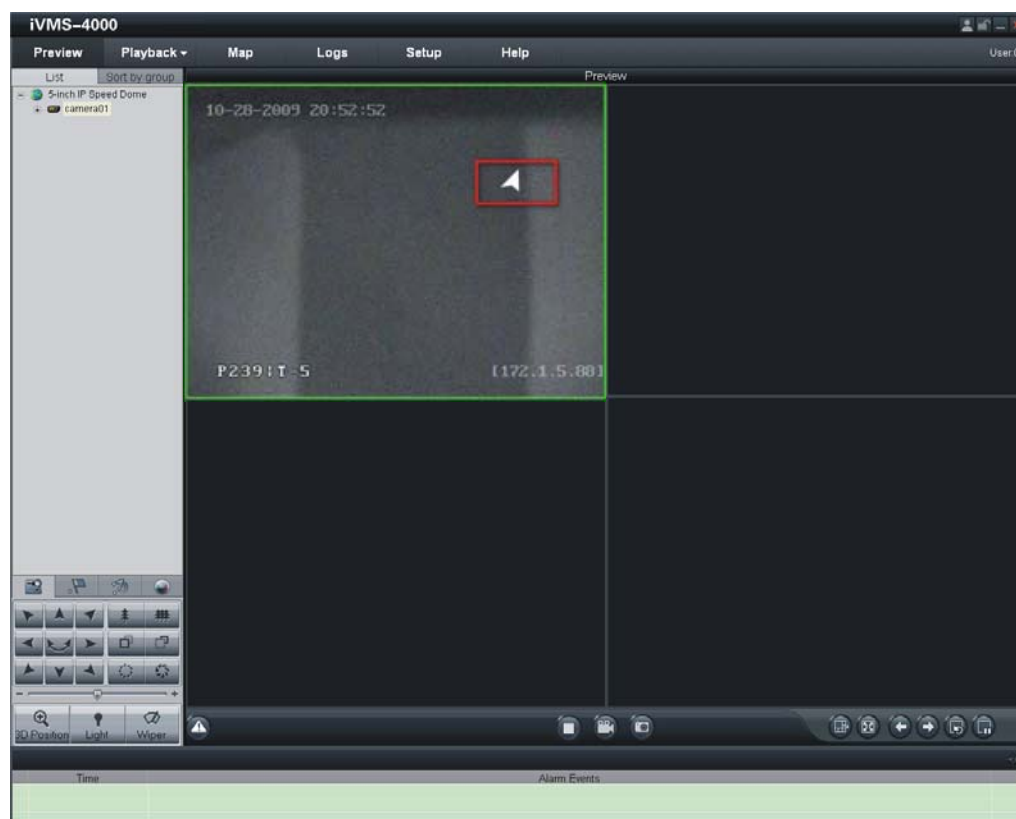 iVMS-4000
Preview Playback Map Logs Setup Help
List Sort by group Preview
5-inch IP Speed Dome
camera01
10-28-2009 20:52:52
P239:T-5 [172.1.5.80]
- +
3D Position Light Wiper
Time Alarm Events